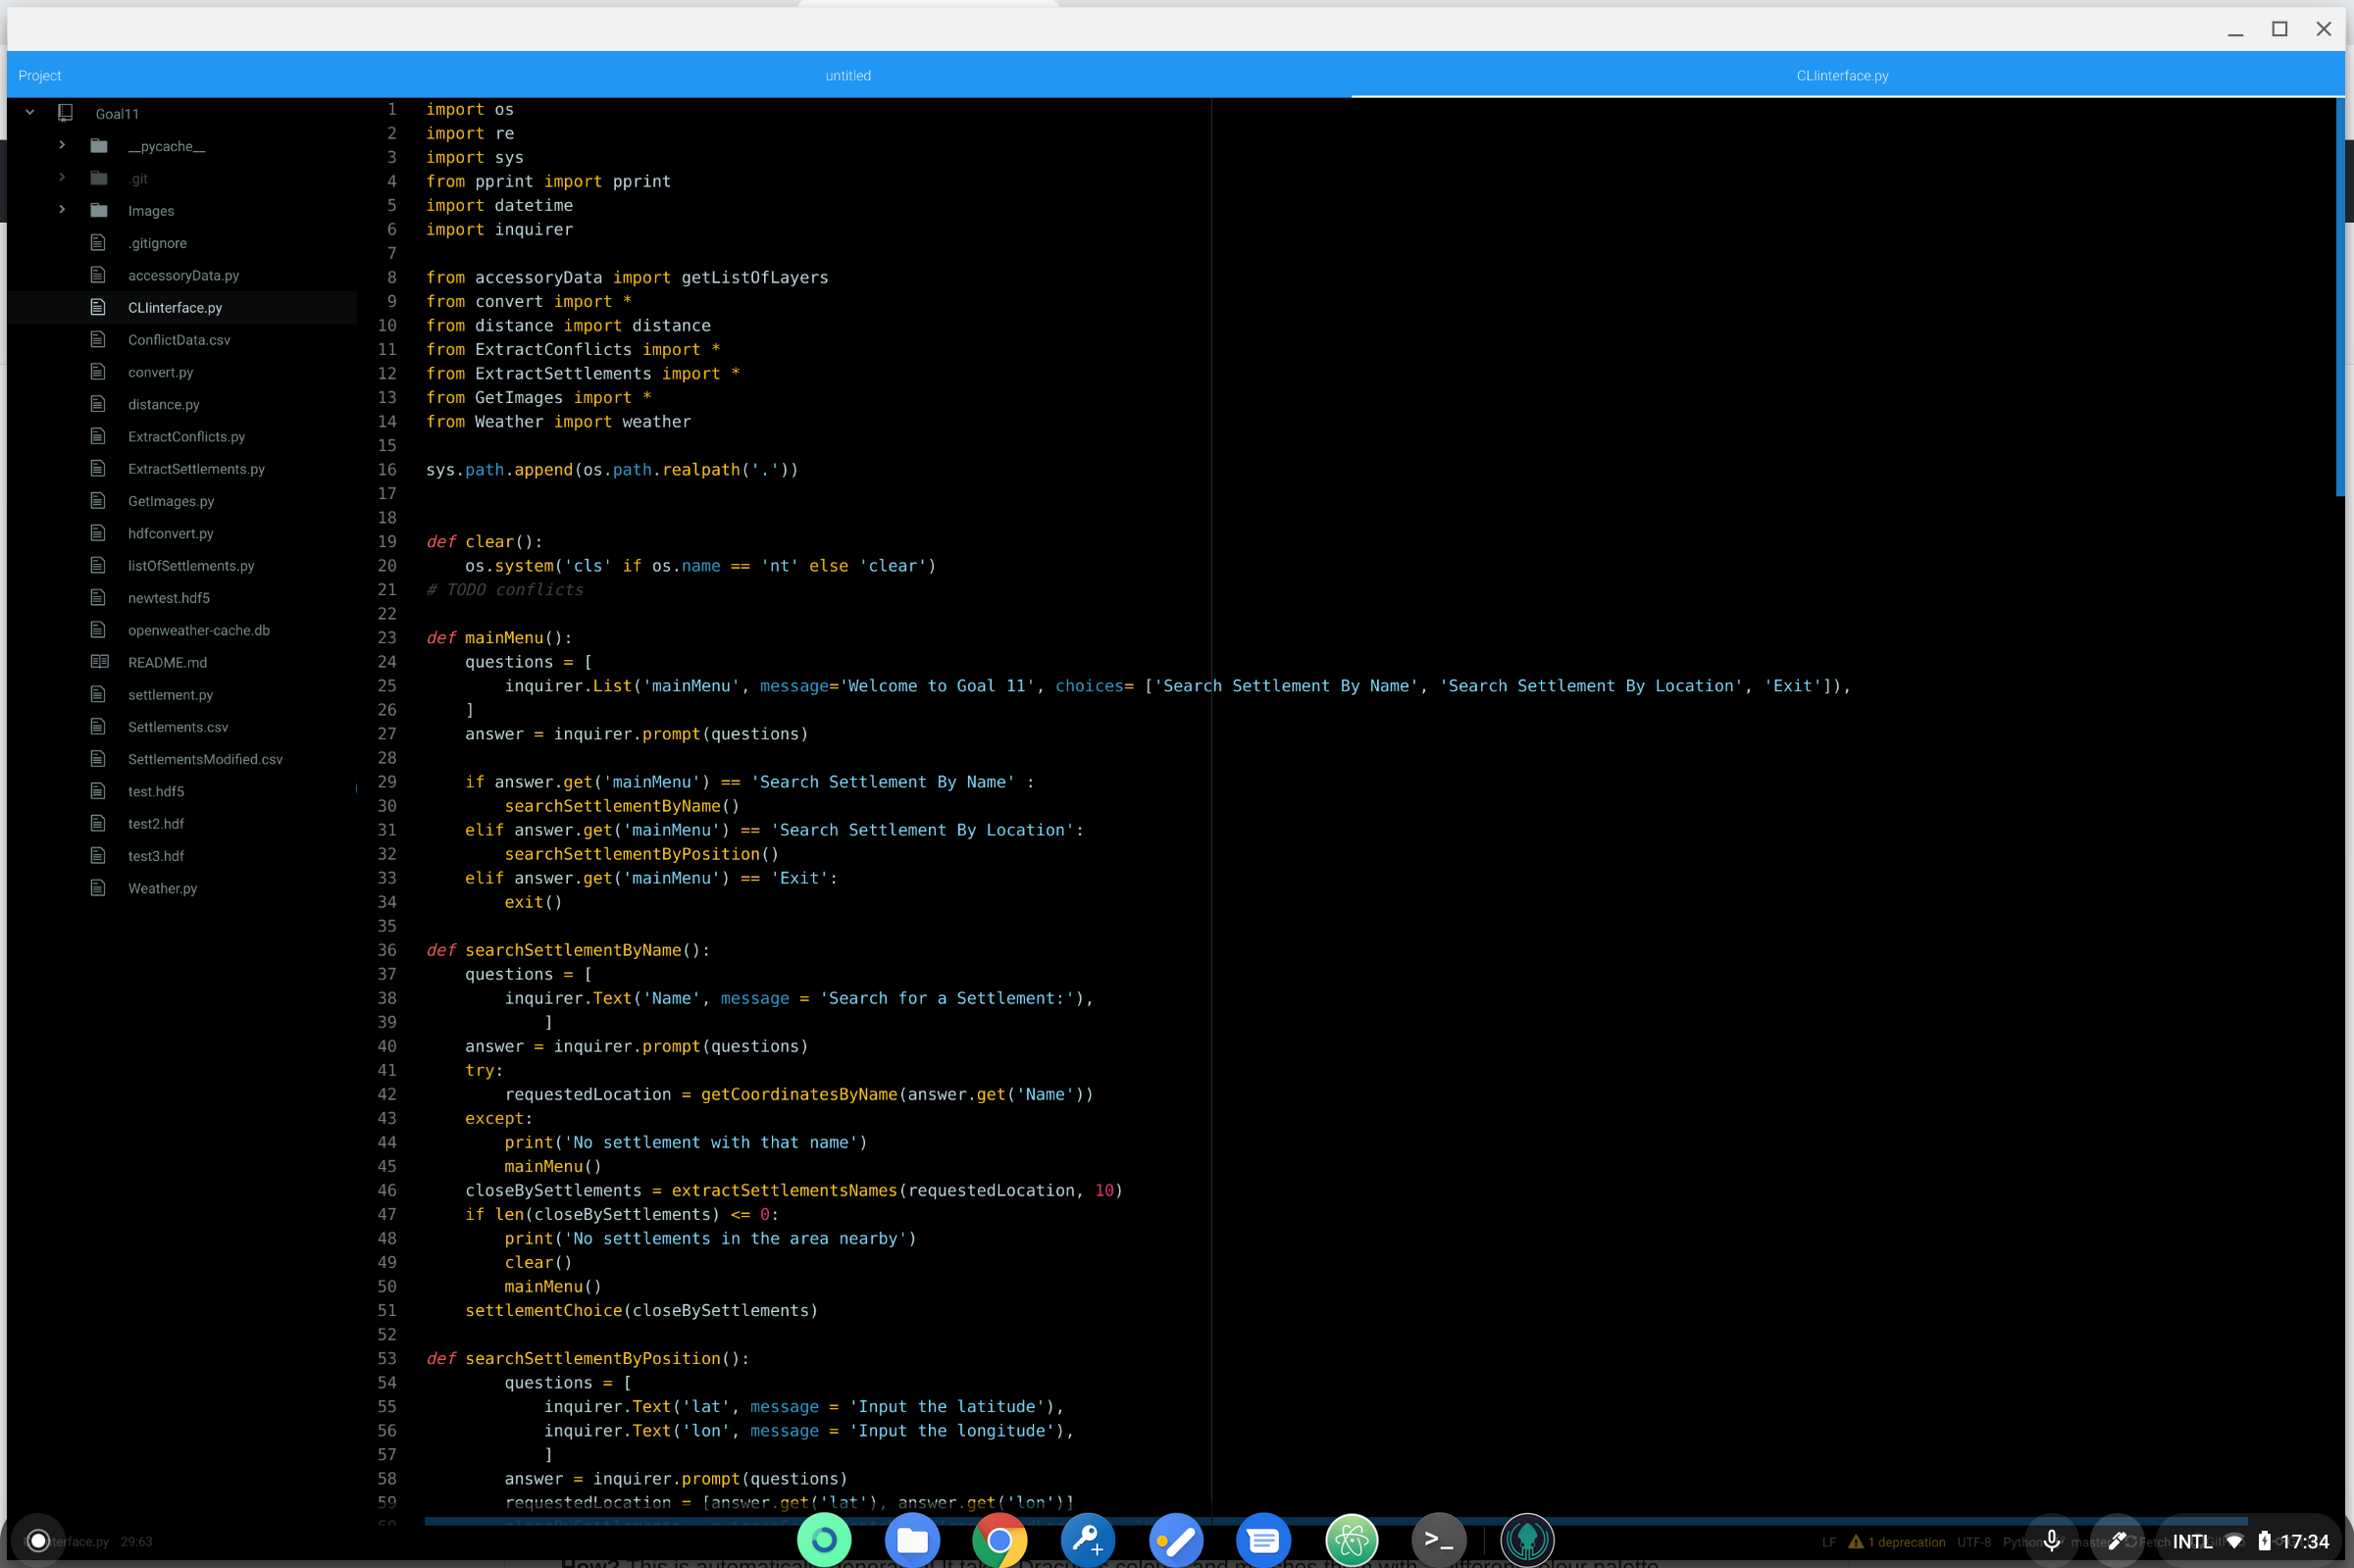 Project
untitled
CLIinterface.py
Goal11
__pycache__
.git
Images
.gitignore
accessoryData.py
CLIinterface.py
ConflictData.csv
convert.py
distance.py
ExtractConflicts.py
ExtractSettlements.py
GetImages.py
hdfconvert.py
listOfSettlements.py
newtest.hdf5
openweather-cache.db
README.md
settlement.py
Settlements.csv
SettlementsModified.csv
test.hdf5
test2.hdf
test3.hdf
Weather.py
1 import os
2 import re
3 import sys
4 from pprint import pprint
5 import datetime
6 import inquirer
7
8 from accessoryData import getListOfLayers
9 from convert import *
10 from distance import distance
11 from ExtractConflicts import *
12 from ExtractSettlements import *
13 from GetImages import *
14 from Weather import weather
15
16 sys.path.append(os.path.realpath('.'))
17
18
19 def clear():
20     os.system('cls' if os.name == 'nt' else 'clear')
21 # TODO conflicts
22
23 def mainMenu():
24     questions = [
25         inquirer.List('mainMenu', message='Welcome to Goal 11', choices= ['Search Settlement By Name', 'Search Settlement By Location', 'Exit']),
26     ]
27     answer = inquirer.prompt(questions)
28
29     if answer.get('mainMenu') == 'Search Settlement By Name' :
30         searchSettlementByName()
31     elif answer.get('mainMenu') == 'Search Settlement By Location':
32         searchSettlementByPosition()
33     elif answer.get('mainMenu') == 'Exit':
34         exit()
35
36 def searchSettlementByName():
37     questions = [
38         inquirer.Text('Name', message = 'Search for a Settlement:'),
39             ]
40     answer = inquirer.prompt(questions)
41     try:
42         requestedLocation = getCoordinatesByName(answer.get('Name'))
43     except:
44         print('No settlement with that name')
45         mainMenu()
46     closeBySettlements = extractSettlementsNames(requestedLocation, 10)
47     if len(closeBySettlements) <= 0:
48         print('No settlements in the area nearby')
49         clear()
50         mainMenu()
51     settlementChoice(closeBySettlements)
52
53 def searchSettlementByPosition():
54         questions = [
55             inquirer.Text('lat', message = 'Input the latitude'),
56             inquirer.Text('lon', message = 'Input the longitude'),
57             ]
58         answer = inquirer.prompt(questions)
59         requestedLocation = [answer.get('lat'), answer.get('lon')]
29:63
LF 1 deprecation UTF-8 Python master Fetch
INTL 17:34
How? This is automatically